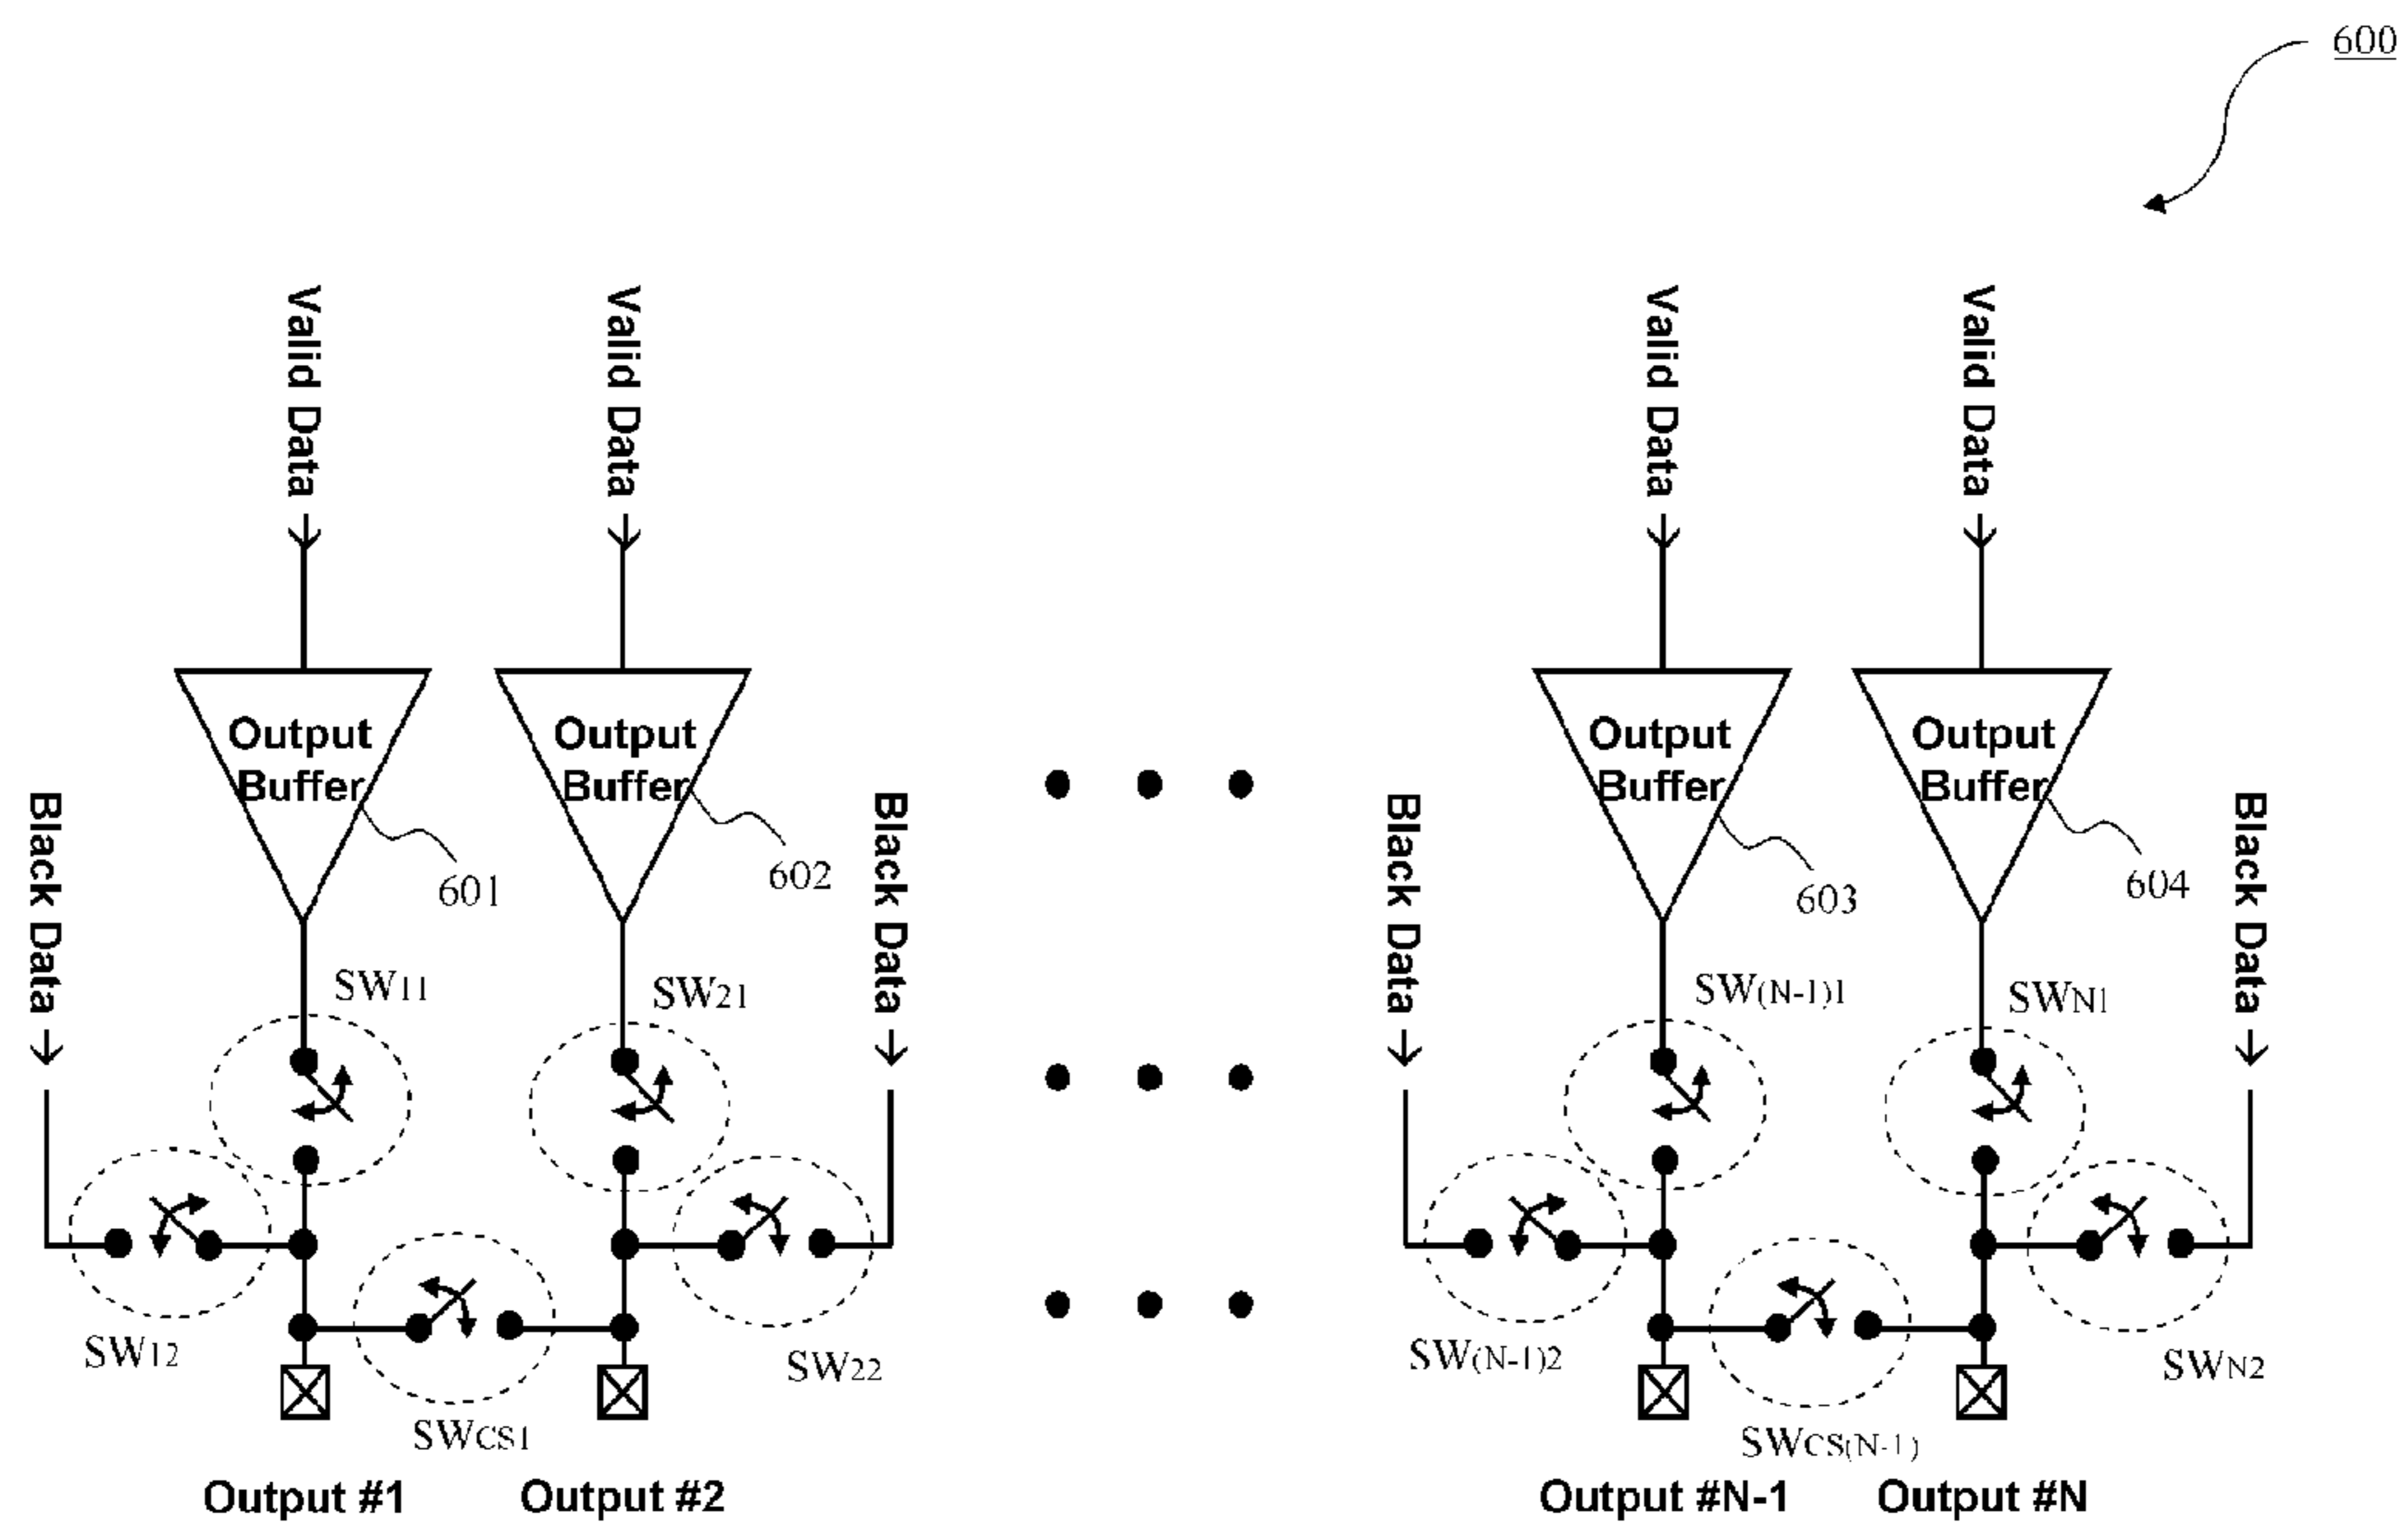 600
Valid Data
Valid Data
Valid Data
Valid Data
Output
Buffer
Output
Buffer
Output
Buffer
Output
Buffer
601
602
603
604
Black Data
Black Data
Black Data
Black Data
SW11
SW21
SW(N-1)1
SWN1
SW12
SW22
SW(N-1)2
SWN2
SWCS1
SWCS(N-1)
Output #1
Output #2
Output #N-1
Output #N